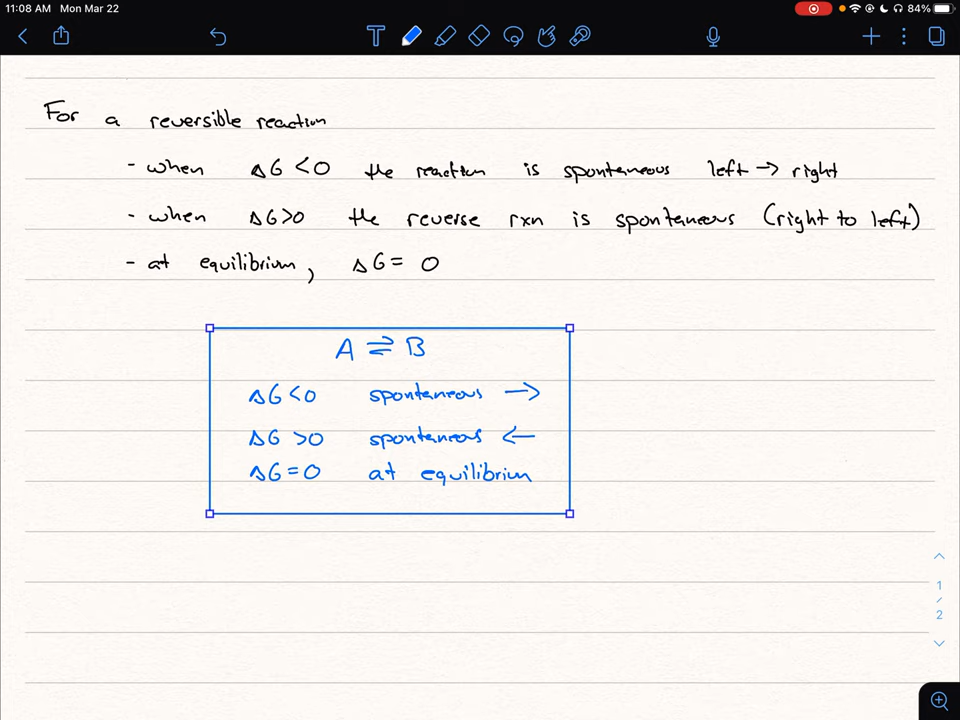 11:08 AM Mon Mar 22 84%
For a reversible reaction
- when ΔG <0 the reaction is spontaneous left → right
- when ΔG>0 the reverse rxn is spontaneous (right to left)
- at equilibrium, ΔG= 0
A ⇌ B
ΔG<0 spontaneous →
ΔG >0 spontaneous ←
ΔG=0 at equilibrium
1
/
2